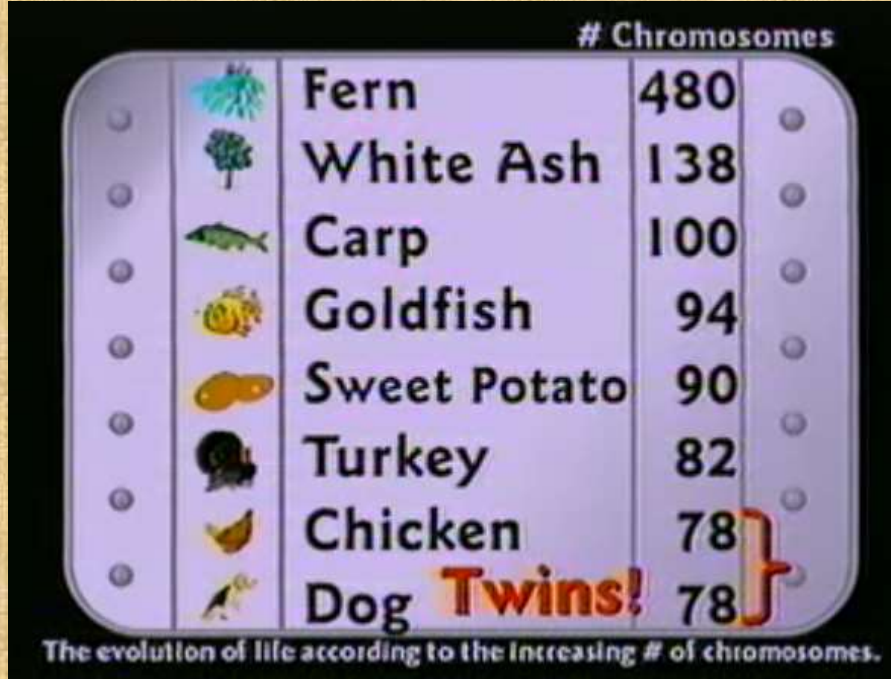 # Chromosomes
Fern 480
White Ash 138
Carp 100
Goldfish 94
Sweet Potato 90
Turkey 82
Chicken 78
Dog Twins! 78
The evolution of life according to the increasing # of chromosomes.